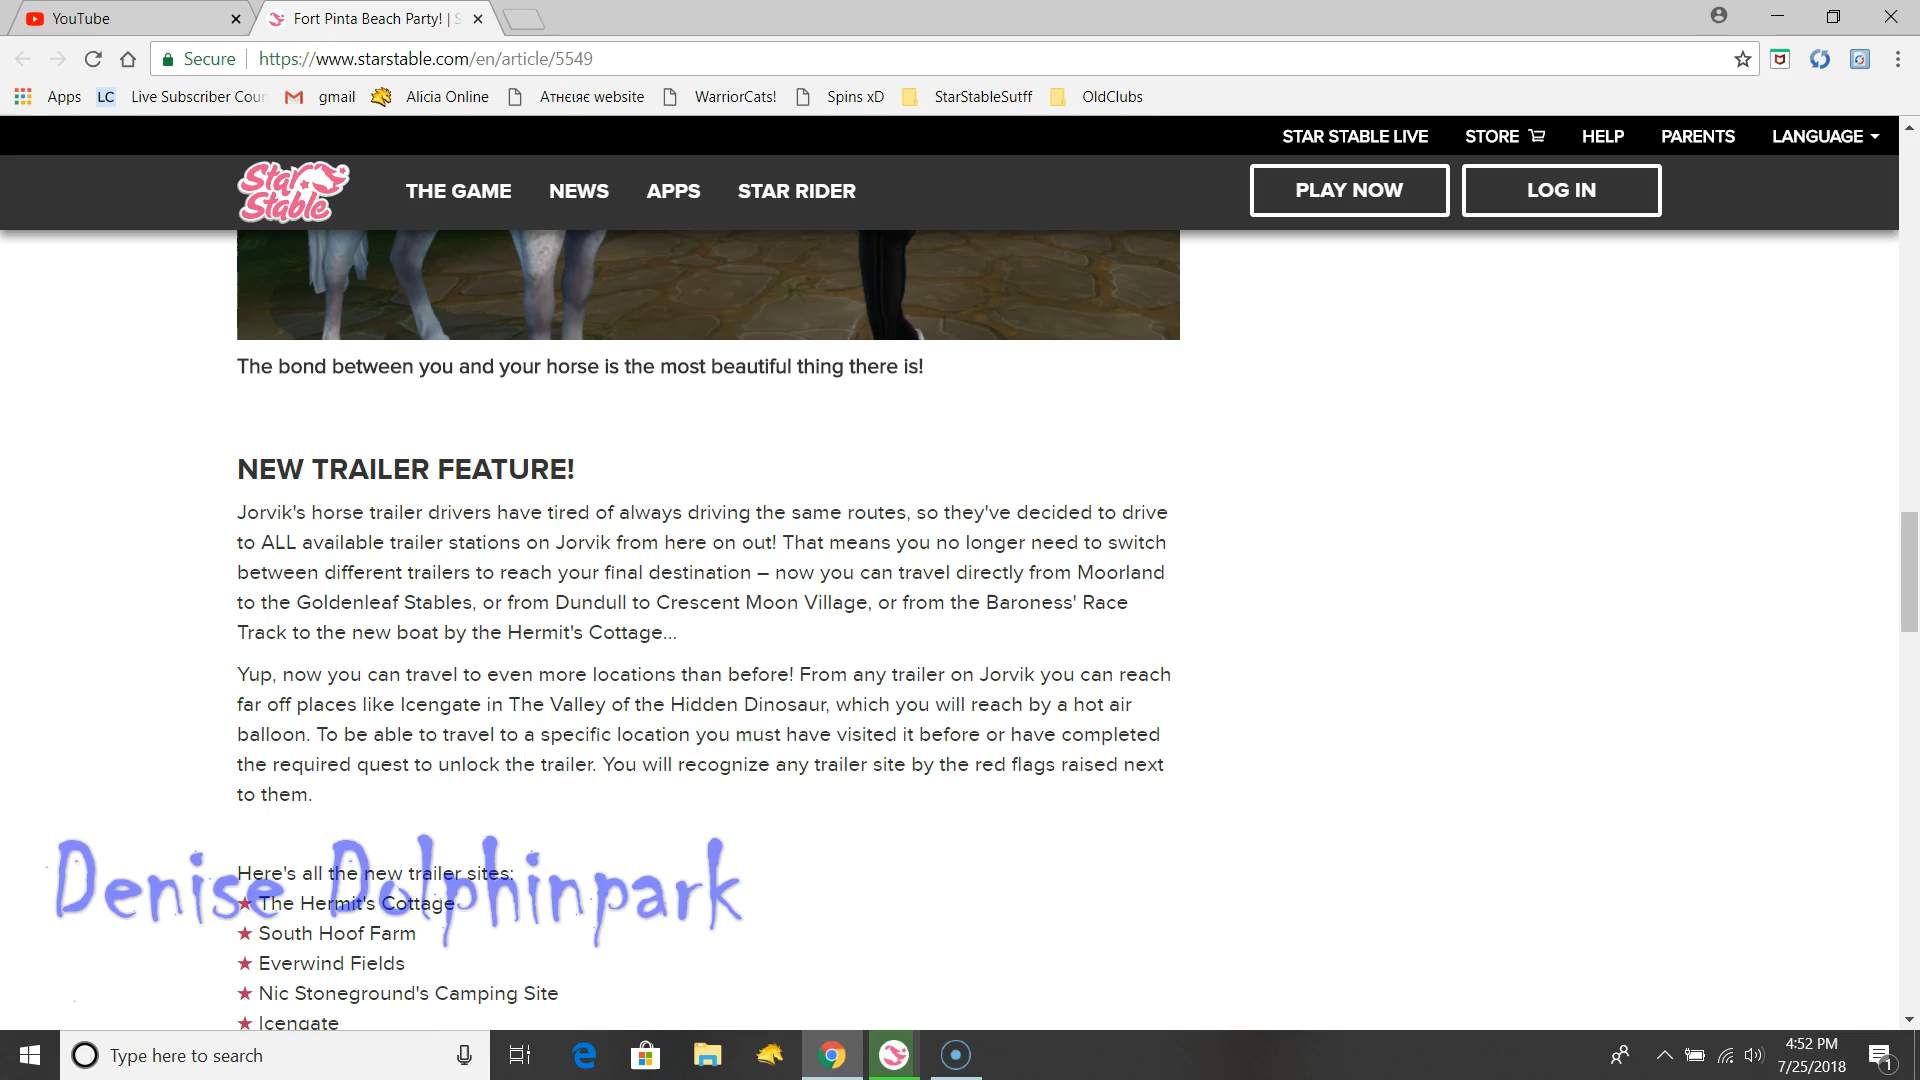 YouTube
Fort Pinta Beach Party! | S
Secure
https://www.starstable.com/en/article/5549
Apps
LC
Live Subscriber Cour
gmail
Alicia Online
Aтнєιяє website
WarriorCats!
Spins xD
StarStableSutff
OldClubs
STAR STABLE LIVE
STORE
HELP
PARENTS
LANGUAGE
Star Stable
THE GAME
NEWS
APPS
STAR RIDER
PLAY NOW
LOG IN
The bond between you and your horse is the most beautiful thing there is!
NEW TRAILER FEATURE!
Jorvik's horse trailer drivers have tired of always driving the same routes, so they've decided to drive
to ALL available trailer stations on Jorvik from here on out! That means you no longer need to switch
between different trailers to reach your final destination – now you can travel directly from Moorland
to the Goldenleaf Stables, or from Dundull to Crescent Moon Village, or from the Baroness' Race
Track to the new boat by the Hermit's Cottage...
Yup, now you can travel to even more locations than before! From any trailer on Jorvik you can reach
far off places like Icengate in The Valley of the Hidden Dinosaur, which you will reach by a hot air
balloon. To be able to travel to a specific location you must have visited it before or have completed
the required quest to unlock the trailer. You will recognize any trailer site by the red flags raised next
to them.
Here's all the new trailer sites:
Denise Dolphinpark
★ The Hermit's Cottage
★ South Hoof Farm
★ Everwind Fields
★ Nic Stoneground's Camping Site
★ Icengate
Type here to search
4:52 PM
7/25/2018
1